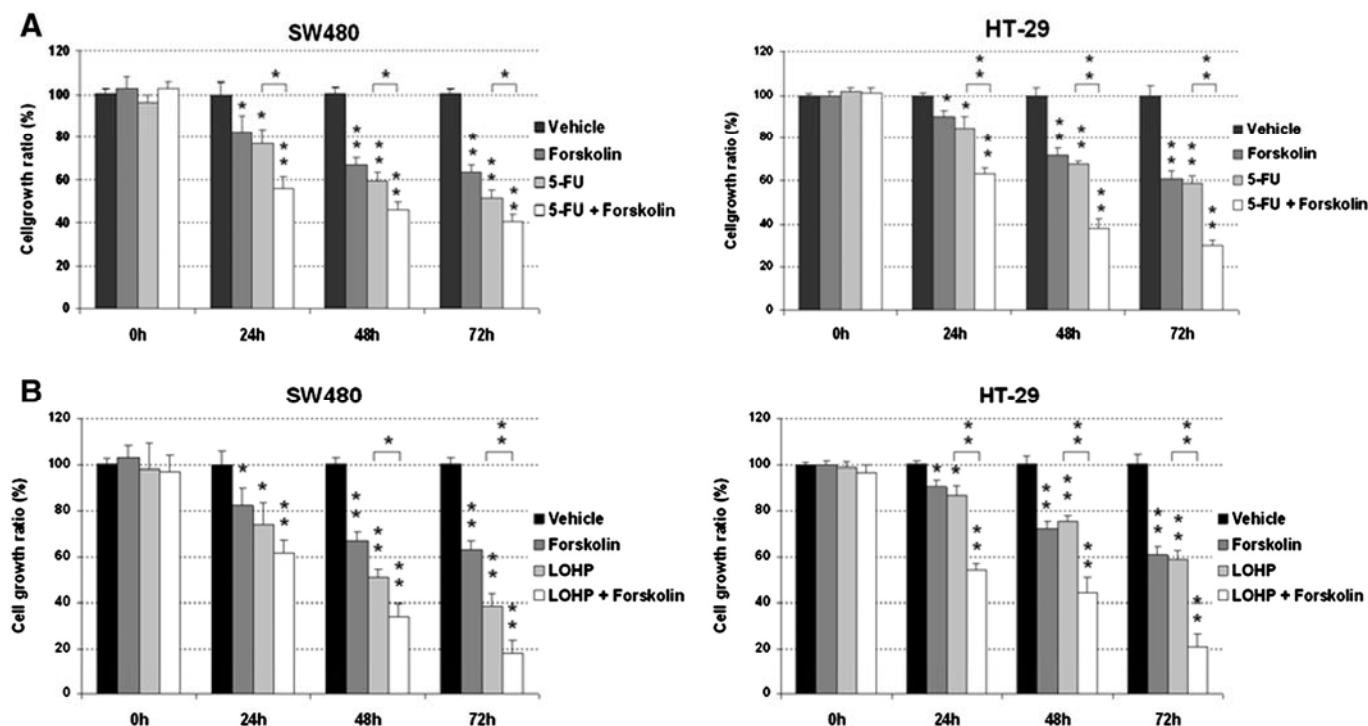 A
SW480
120
100
80
60
40
20
0
Cellgrowth ratio (%)
* * * * * *
* * * * * * *
* * * * * * *
0h 24h 48h 72h
Vehicle
Forskolin
5-FU
5-FU + Forskolin
HT-29
120
100
80
60
40
20
0
Cellgrowth ratio (%)
* * * * * * * *
* * * * * * *
* * * * * * *
0h 24h 48h 72h
Vehicle
Forskolin
5-FU
5-FU + Forskolin
B
SW480
120
100
80
60
40
20
0
Cell growth ratio (%)
* * * * * * *
* * * * * * *
* * * * *
0h 24h 48h 72h
Vehicle
Forskolin
LOHP
LOHP + Forskolin
HT-29
120
100
80
60
40
20
0
Cell growth ratio (%)
* * * * * * * *
* * * * * * *
* * * * * * *
0h 24h 48h 72h
Vehicle
Forskolin
LOHP
LOHP + Forskolin